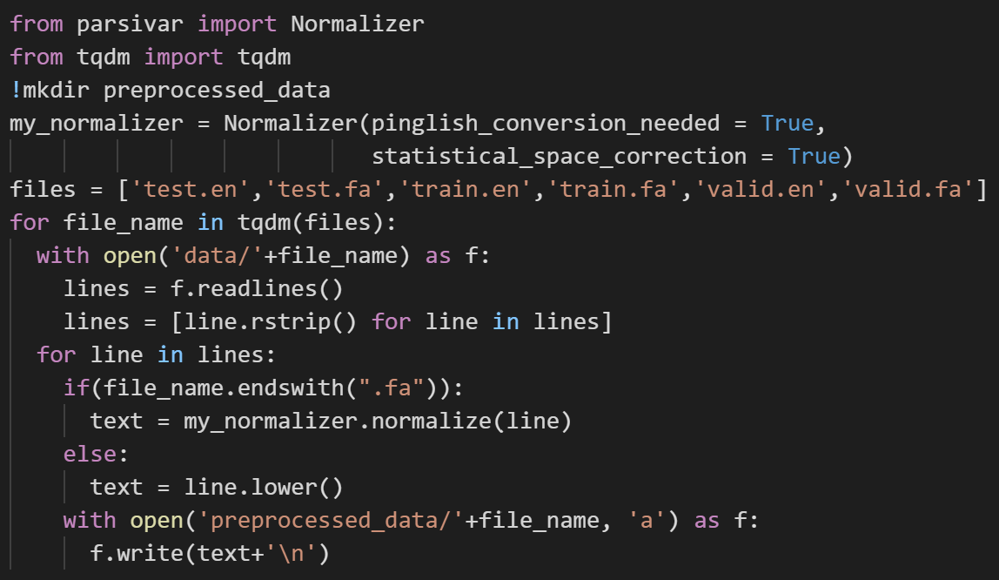 from parsivar import Normalizer
from tqdm import tqdm
!mkdir preprocessed_data
my_normalizer = Normalizer(pinglish_conversion_needed = True,
                           statistical_space_correction = True)
files = ['test.en','test.fa','train.en','train.fa','valid.en','valid.fa']
for file_name in tqdm(files):
  with open('data/'+file_name) as f:
    lines = f.readlines()
    lines = [line.rstrip() for line in lines]
  for line in lines:
    if(file_name.endswith(".fa")):
      text = my_normalizer.normalize(line)
    else:
      text = line.lower()
    with open('preprocessed_data/'+file_name, 'a') as f:
      f.write(text+'\n')